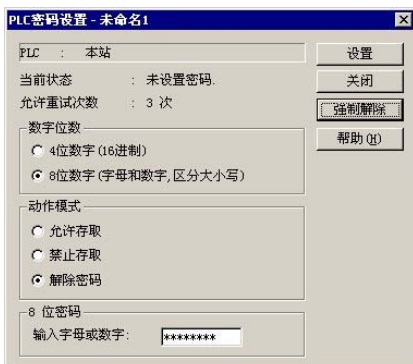 PLC密码设置 - 未命名1
PLC : 本站
设置
当前状态 : 未设置密码.
关闭
允许重试次数 : 3 次
强制解除
数字位数
帮助(H)
4位数字(16进制)
8位数字(字母和数字,区分大小写)
动作模式
允许存取
禁止存取
解除密码
8 位密码
输入字母或数字: ********